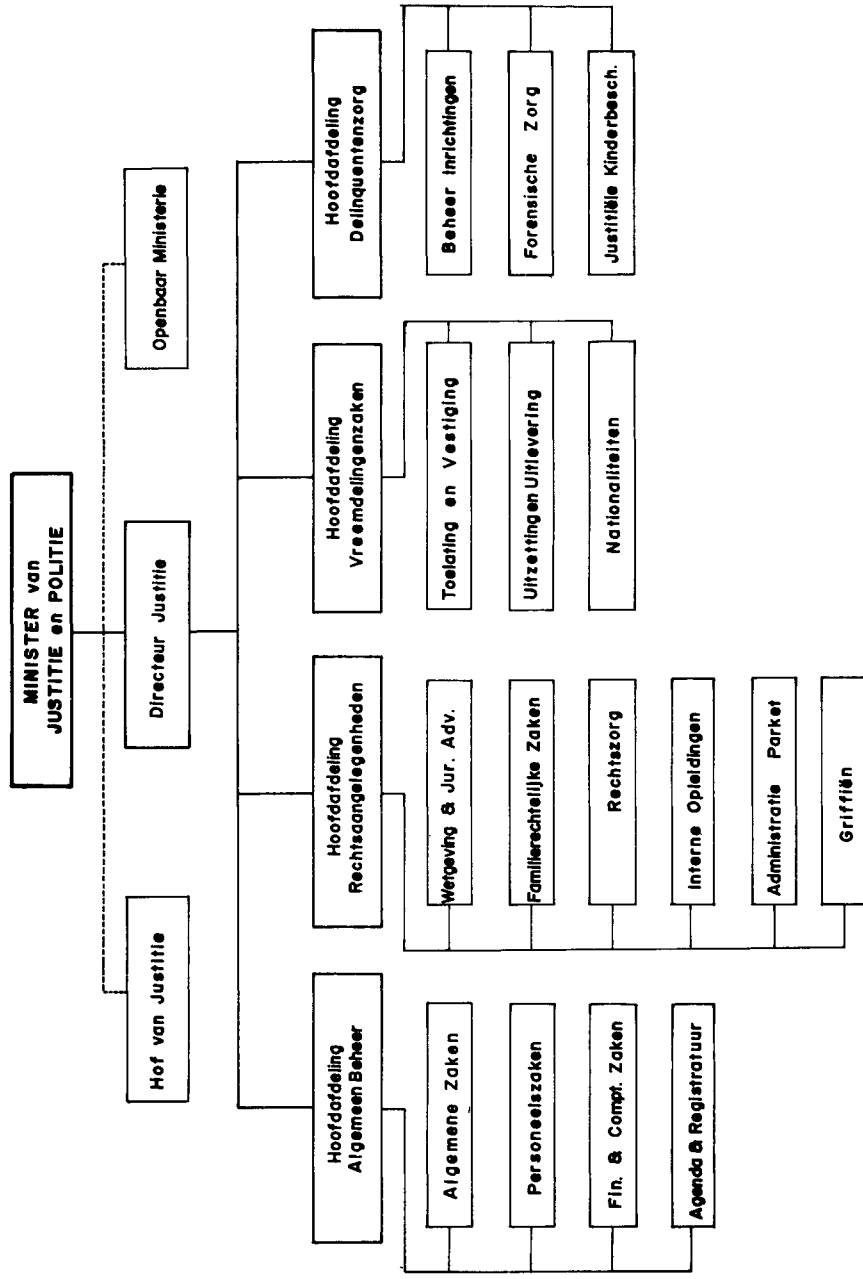 MINISTER van
JUSTITIE en POLITIE
Hof van Justitie
Directeur Justitie
Openbaar Ministerie
Hoofdafdeling
Algemeen Beheer
Algemene Zaken
Personeelszaken
Fin. & Compt. Zaken
Agenda & Registratuur
Hoofdafdeling
Rechtsaangelegenheden
Wetgeving & Jur. Adv.
Familierechtelijke Zaken
Rechtszorg
Interne Opleidingen
Administratie Parket
Griffiën
Hoofdafdeling
Vreemdelingenzaken
Toelating en Vestiging
Uitzettingen Uitlevering
Nationaliteiten
Hoofdafdeling
Delinquentenzorg
Beheer Inrichtingen
Forensische Zorg
Justitiële Kinderbesch.